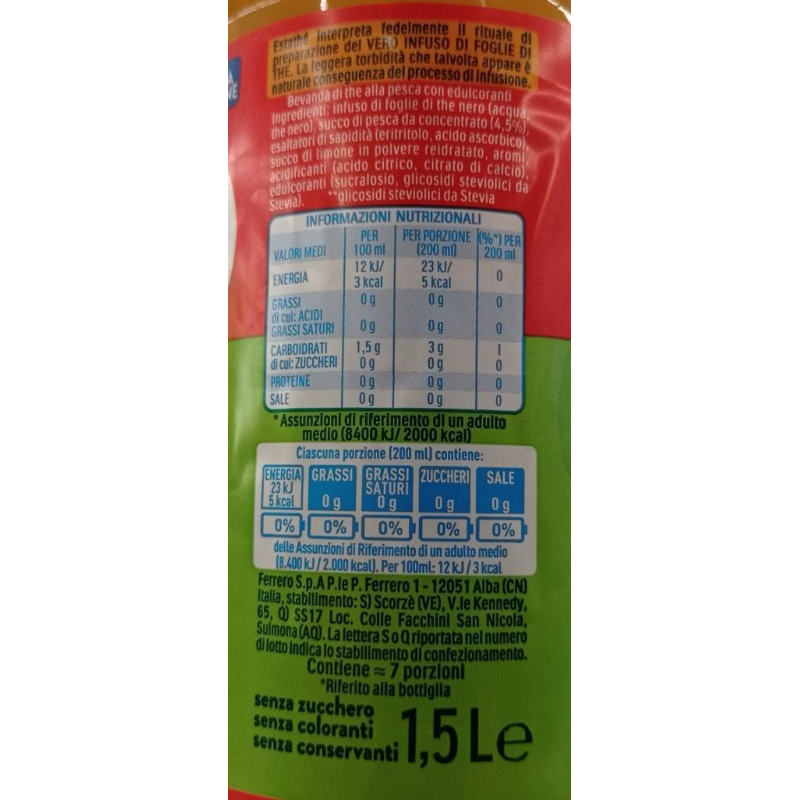 Estathé interpreta fedelmente il rituale di
preparazione del VERO INFUSO DI FOGLIE DI
THE. La leggera torbidità che talvolta appare è
naturale conseguenza del processo di infusione.
Bevanda di the alla pesca con edulcoranti
Ingredienti: infuso di foglie di the nero (acqua,
the nero), succo di pesca da concentrato (4,5%),
esaltatori di sapidità (eritritolo, acido ascorbico),
succo di limone in polvere reidratato, aromi,
acidificanti (acido citrico, citrato di calcio),
edulcoranti (sucralosio, glicosidi steviolici da
Stevia). **glicosidi steviolici da Stevia
INFORMAZIONI NUTRIZIONALI
VALORI MEDI PER 100 ml PER PORZIONE (200 ml) (%*) PER 200 ml
ENERGIA 12 kJ/ 3 kcal 23 kJ/ 5 kcal 0
GRASSI 0 g 0 g 0
di cui: ACIDI GRASSI SATURI 0 g 0 g 0
CARBOIDRATI 1,5 g 3 g 1
di cui: ZUCCHERI 0 g 0 g 0
PROTEINE 0 g 0 g 0
SALE 0 g 0 g 0
*Assunzioni di riferimento di un adulto
medio (8400 kJ/ 2000 kcal)
Ciascuna porzione (200 ml) contiene:
ENERGIA 23 kJ 5 kcal GRASSI 0 g GRASSI SATURI 0 g ZUCCHERI 0 g SALE 0 g
0% 0% 0% 0% 0%
delle Assunzioni di Riferimento di un adulto medio
(8.400 kJ / 2.000 kcal). Per 100ml: 12 kJ / 3 kcal
Ferrero S.p.A P.le P. Ferrero 1 - 12051 Alba (CN)
Italia, stabilimento: S) Scorzè (VE), V.le Kennedy,
65, Q) SS17 Loc. Colle Facchini San Nicola,
Sulmona (AQ). La lettera S o Q riportata nel numero
di lotto indica lo stabilimento di confezionamento.
Contiene ≈ 7 porzioni
*Riferito alla bottiglia
senza zucchero
senza coloranti
senza conservanti 1,5 L e